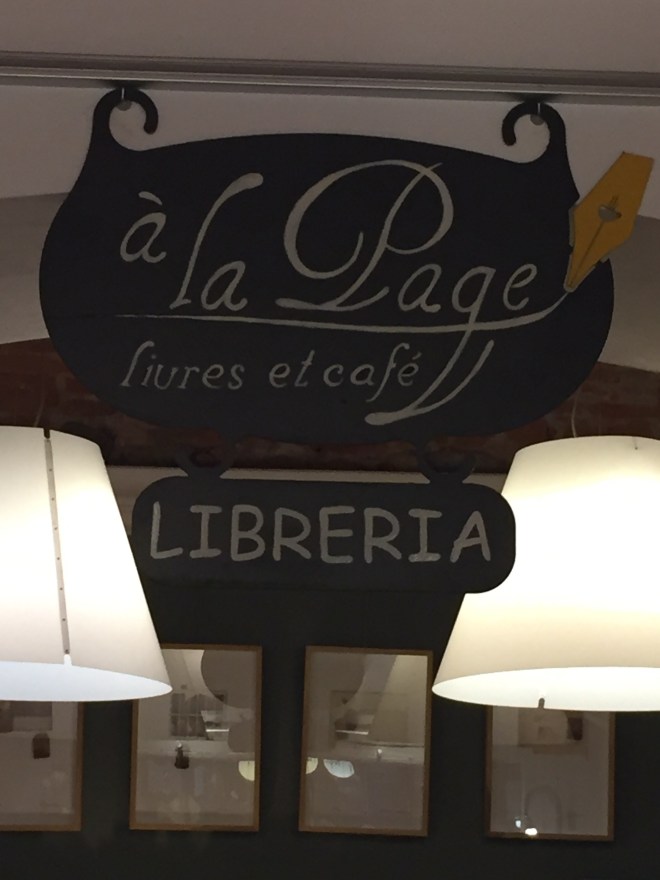 à la Page
livres et café
LIBRERIA